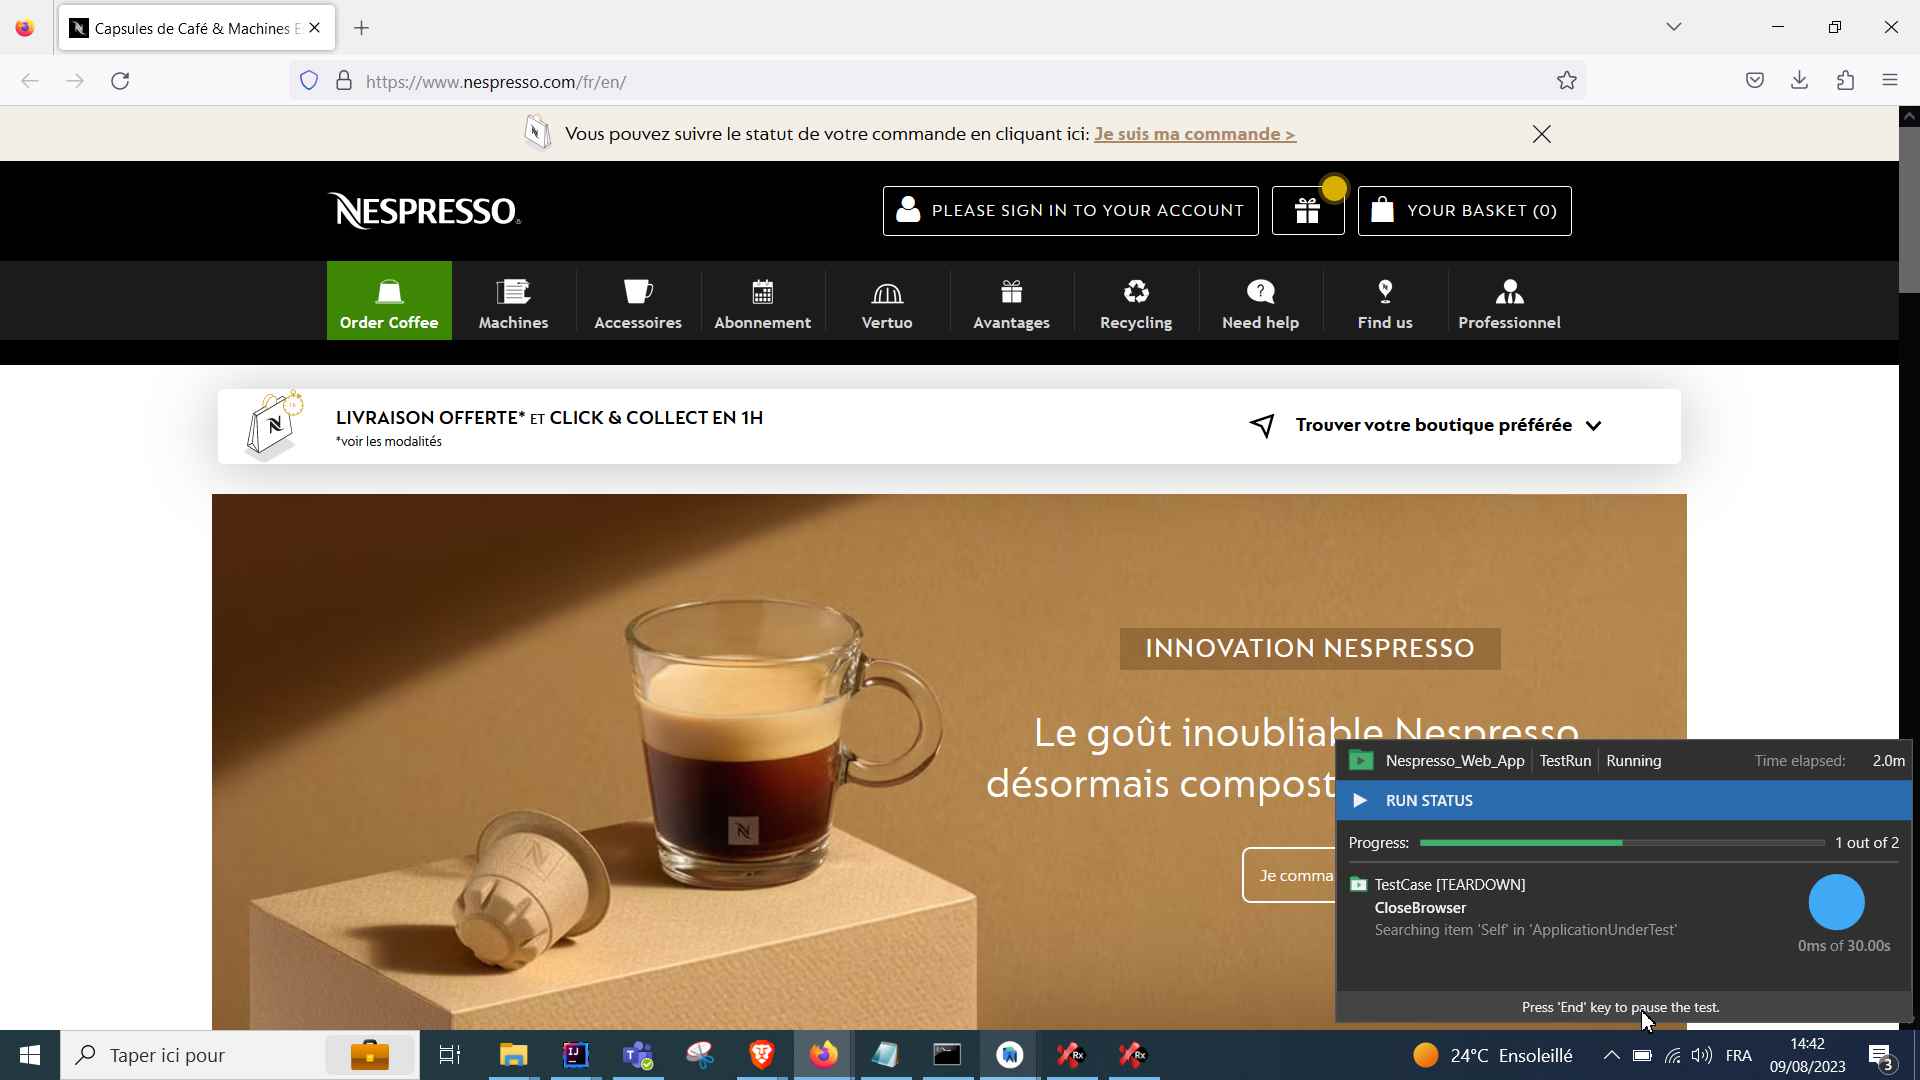 Capsules de Café & Machines E
https://www.nespresso.com/fr/en/
Vous pouvez suivre le statut de votre commande en cliquant ici: Je suis ma commande >
NESPRESSO
PLEASE SIGN IN TO YOUR ACCOUNT
YOUR BASKET (0)
Order Coffee
Machines
Accessoires
Abonnement
Vertuo
Avantages
Recycling
Need help
Find us
Professionnel
LIVRAISON OFFERTE* ET CLICK & COLLECT EN 1H
*voir les modalités
Trouver votre boutique préférée
INNOVATION NESPRESSO
Le goût inoubliable Nespresso
désormais compost
Je comma
Nespresso_Web_App
TestRun
Running
Time elapsed:
2.0m
RUN STATUS
Progress:
1 out of 2
TestCase [TEARDOWN]
CloseBrowser
Searching item 'Self' in 'ApplicationUnderTest'
0ms of 30.00s
Press 'End' key to pause the test.
Taper ici pour
24°C Ensoleillé
FRA
14:42
09/08/2023
3